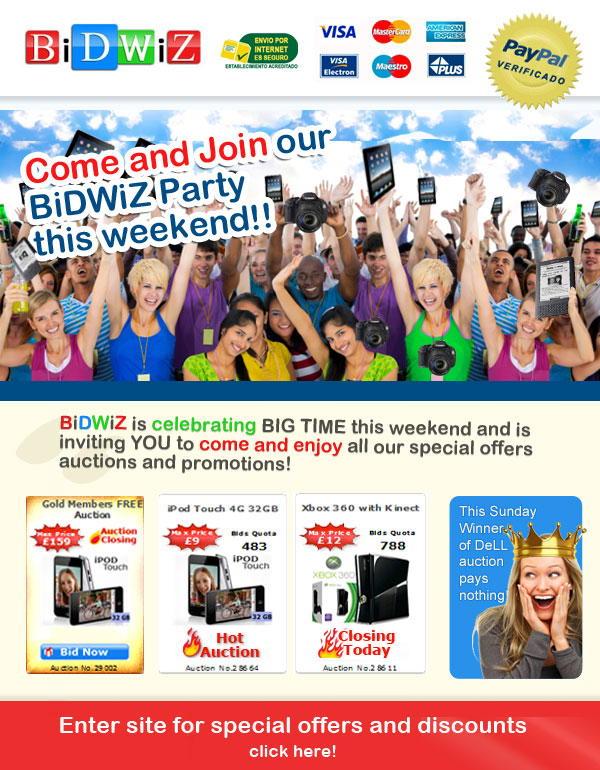 BiDWiZ
ENVIO POR
INTERNET
ES SEGURO
ESTABLECIMIENTO ACREDITADO
VISA
MasterCard
AMERICAN
EXPRESS
VISA
Electron
Maestro
PLUS
PayPal
VERIFICADO
Come and Join our
BiDWiZ Party
this weekend!!
BiDWiZ is celebrating BIG TIME this weekend and is
inviting YOU to come and enjoy all our special offers
auctions and promotions!
Gold Members FREE
Auction
Max Price
£159
Auction
Closing
iPOD
Touch
32 GB
Bid Now
Auction No.29 002
iPod Touch 4G 32GB
Max Price
£9
Bids Quota
483
iPOD
Touch
32 GB
Hot
Auction
Auction No.286 64
Xbox 360 with Kinect
Max Price
£12
Bids Quota
788
XBOX 360
Closing
Today
Auction No.286 11
This Sunday
Winner
of DeLL
auction
pays
nothing
Enter site for special offers and discounts
click here!